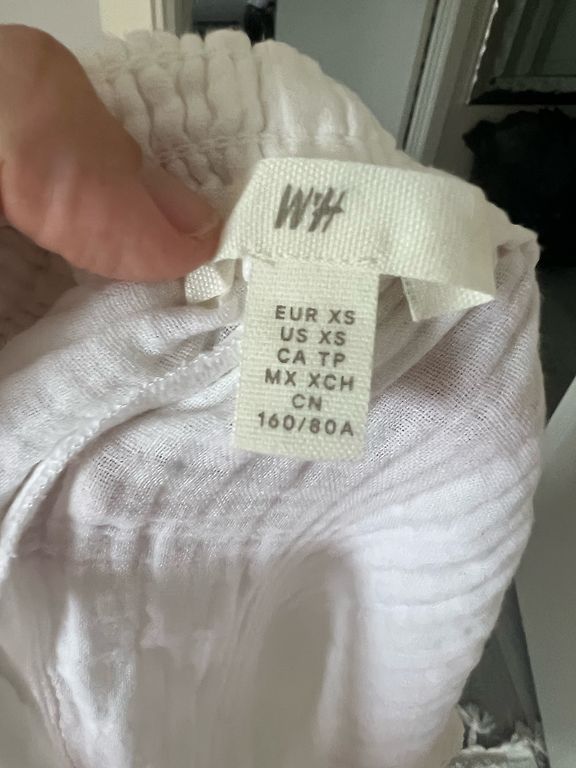 H&M
EUR XS
US XS
CA TP
MX XCH
CN
160/80A